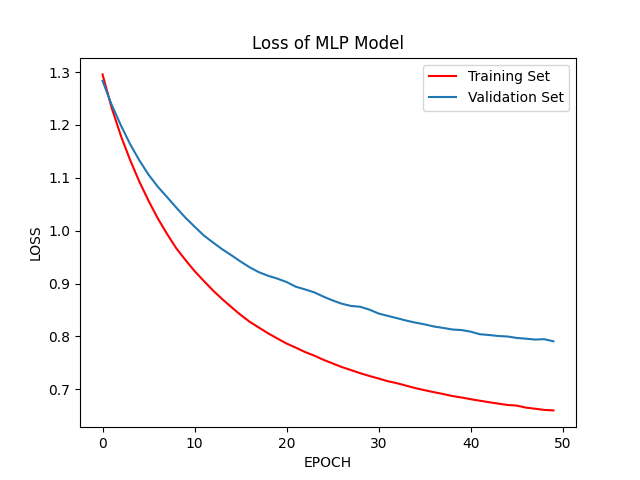 Loss of MLP Model
Training Set
Validation Set
LOSS
1.3
1.2
1.1
1.0
0.9
0.8
0.7
0 10 20 30 40 50
EPOCH